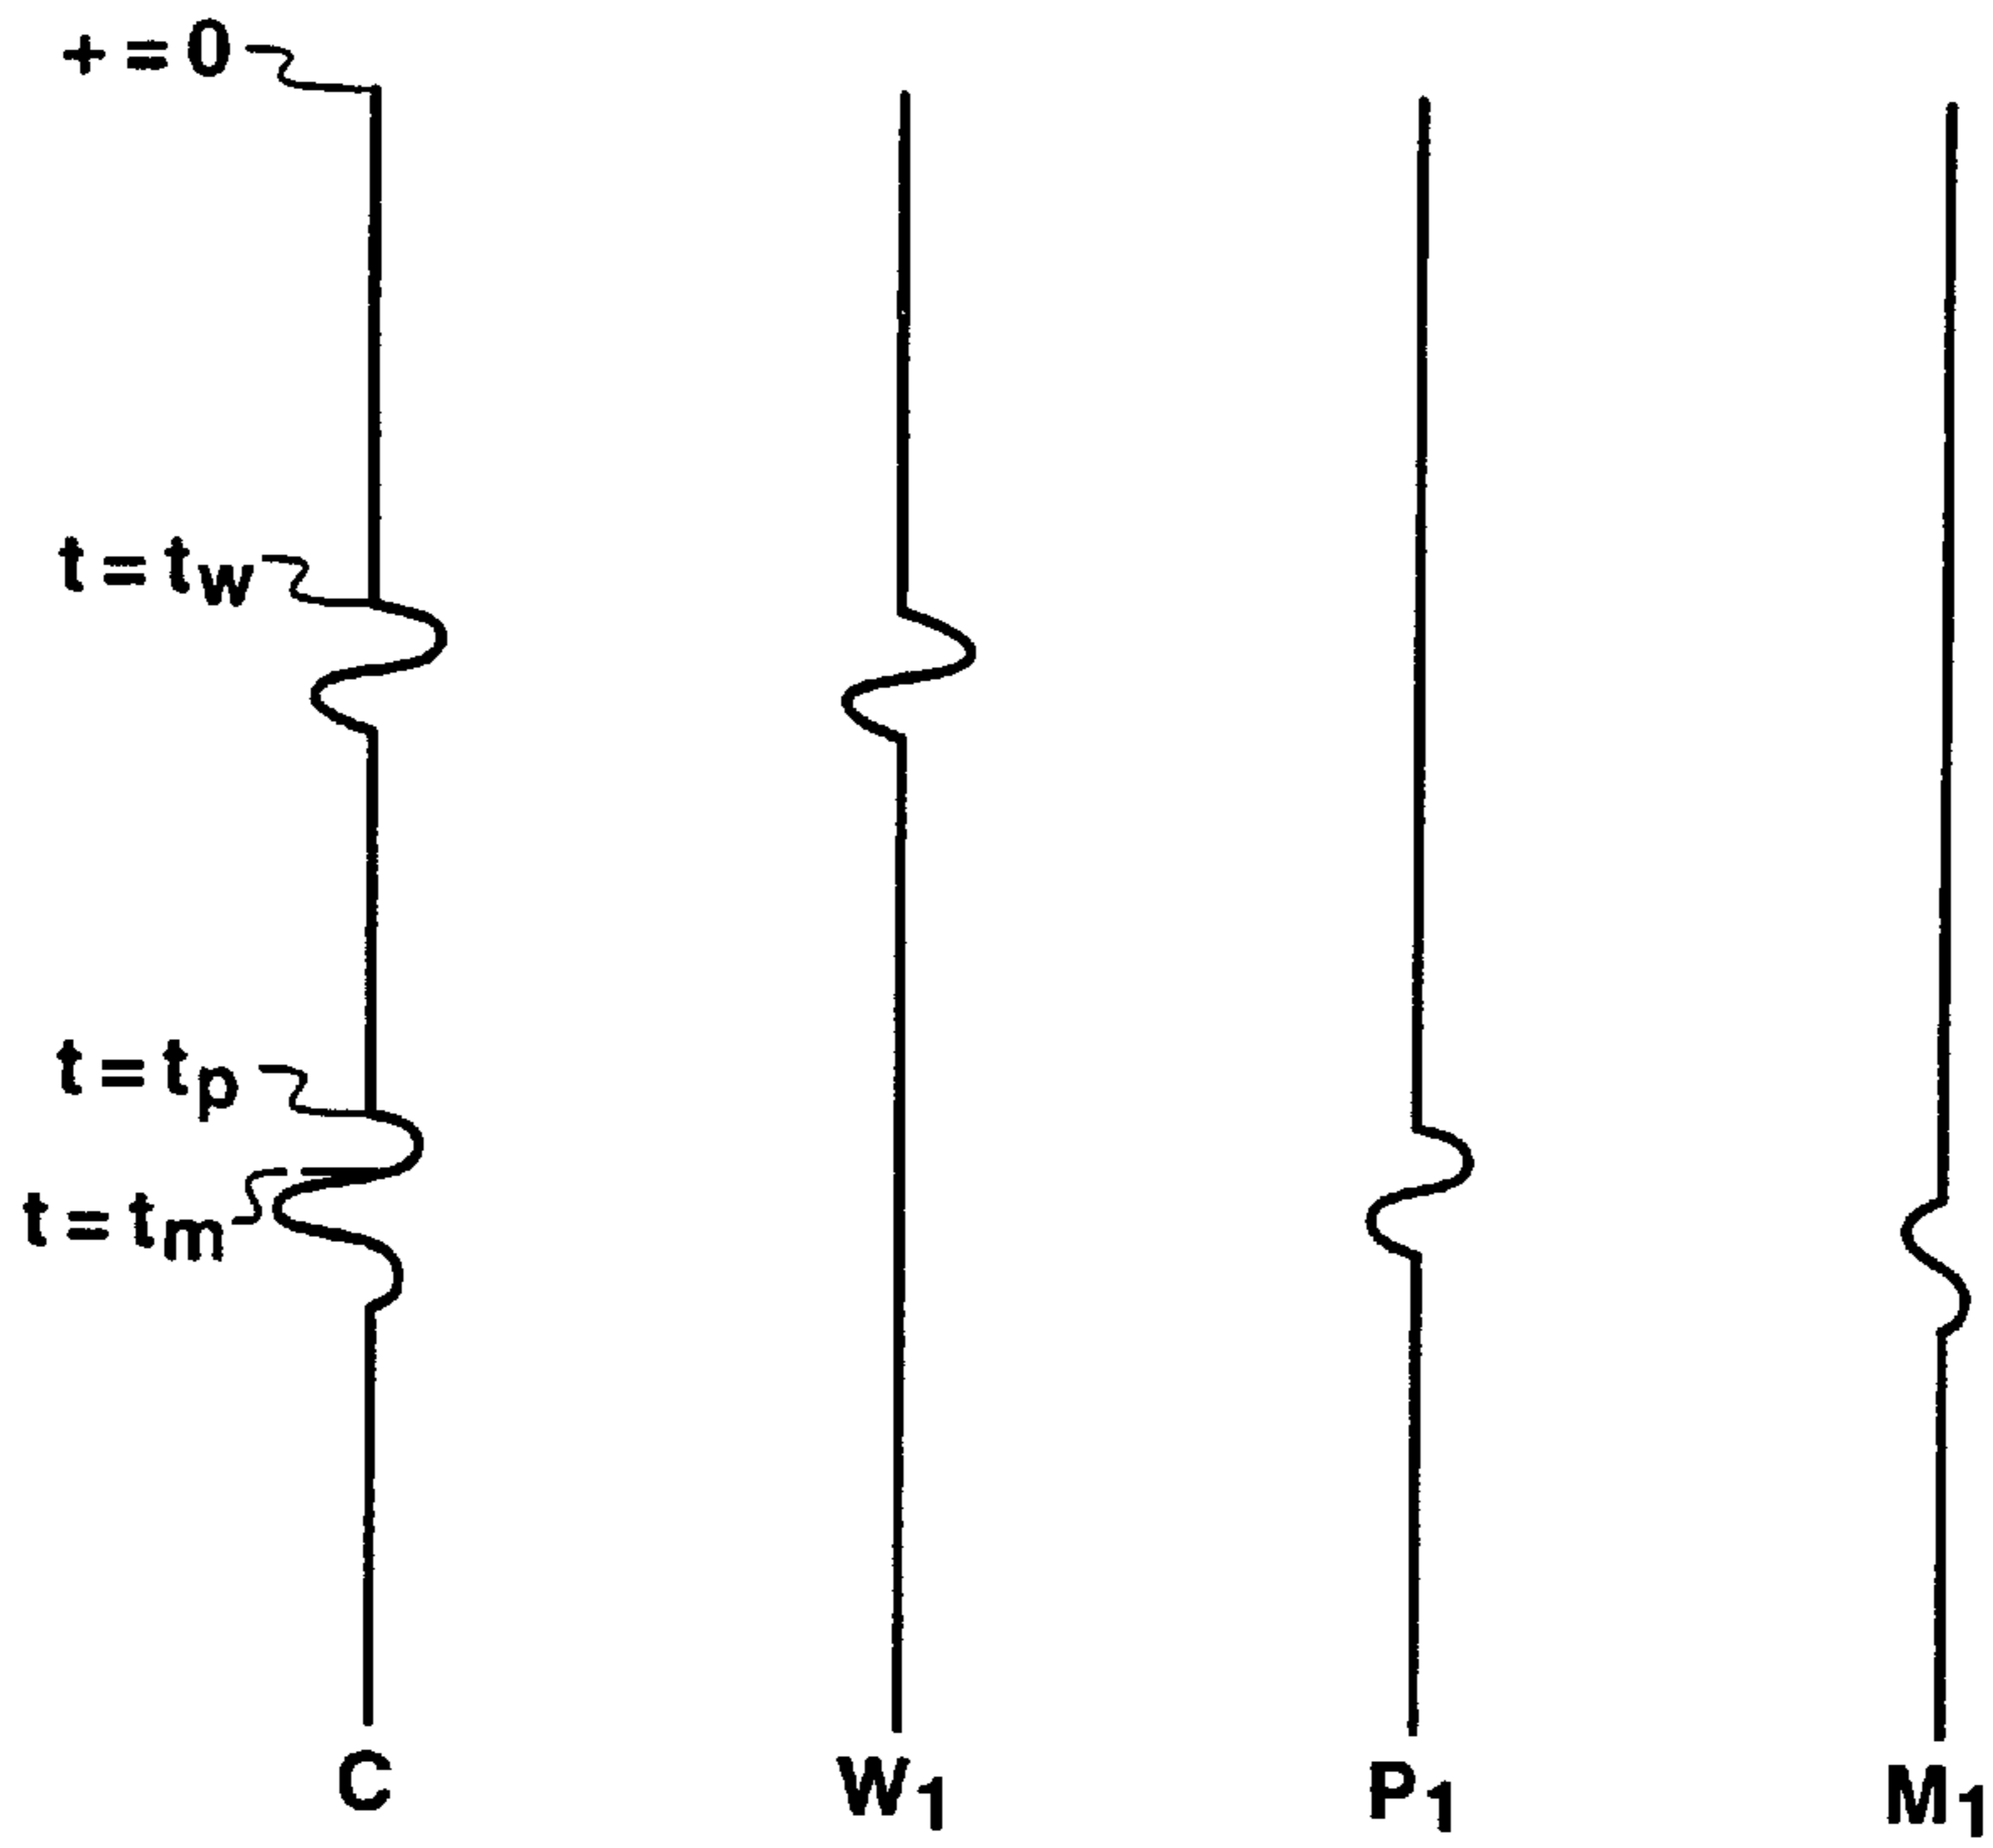 + = 0
t = tw
t = tp
t = tm
C W1 P1 M1